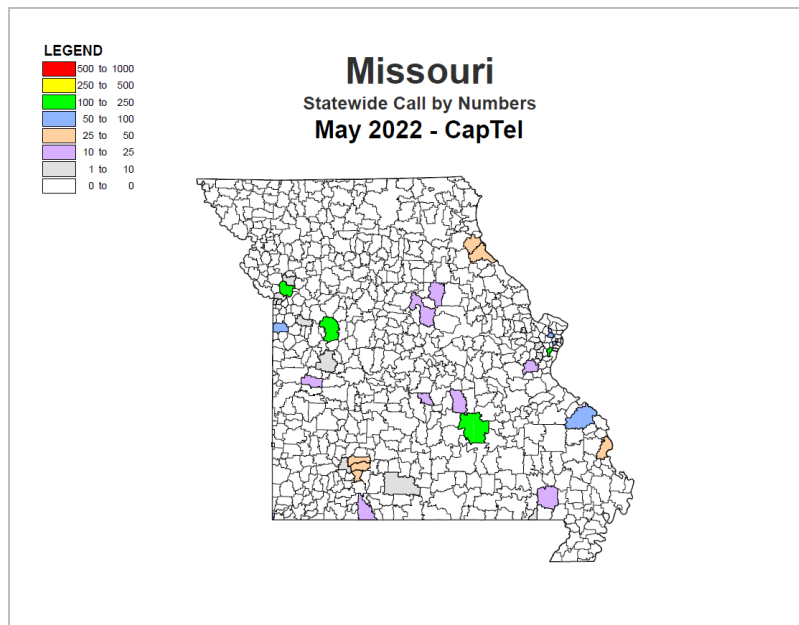 LEGEND
500 to 1000
250 to 500
100 to 250
50 to 100
25 to 50
10 to 25
1 to 10
0 to 0
Missouri
Statewide Call by Numbers
May 2022 - CapTel